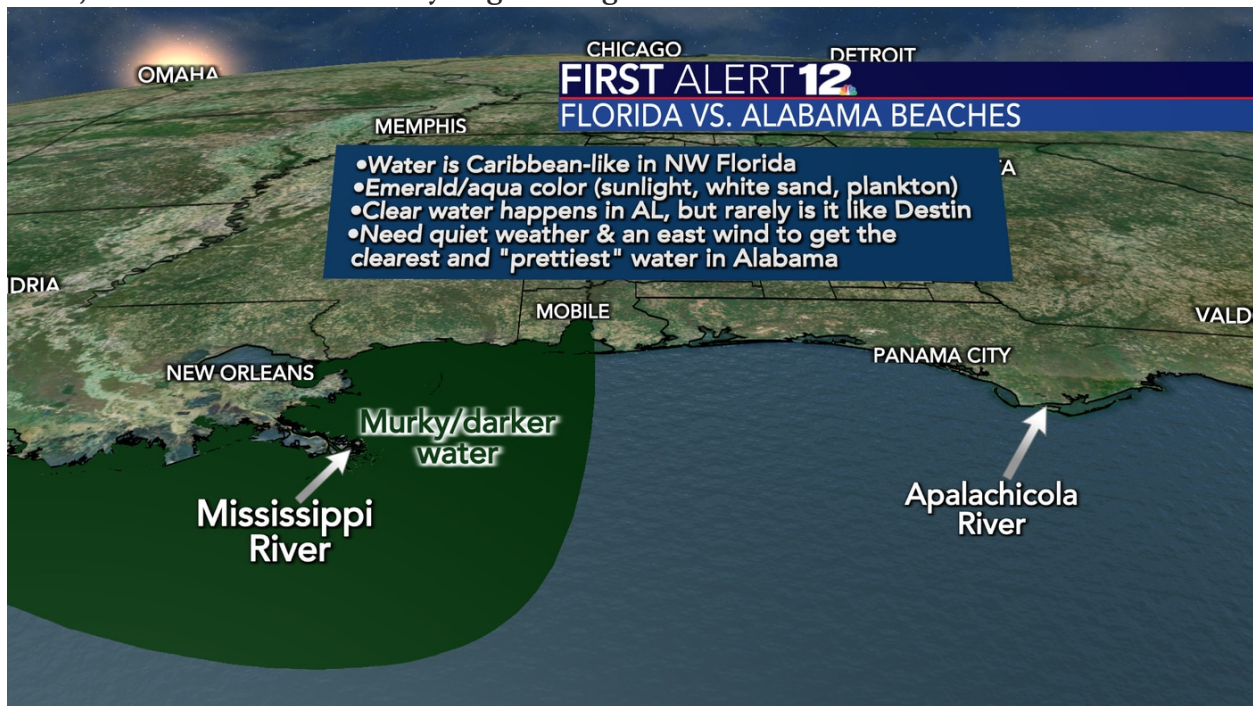 CHICAGO
DETROIT
OMAHA
FIRST ALERT 12
FLORIDA VS. ALABAMA BEACHES
MEMPHIS
•Water is Caribbean-like in NW Florida
•Emerald/aqua color (sunlight, white sand, plankton)
•Clear water happens in AL, but rarely is it like Destin
•Need quiet weather & an east wind to get the
clearest and "prettiest" water in Alabama
TA
NDRIA
MOBILE
VALD
PANAMA CITY
NEW ORLEANS
Murky/darker
water
Mississippi
River
Apalachicola
River